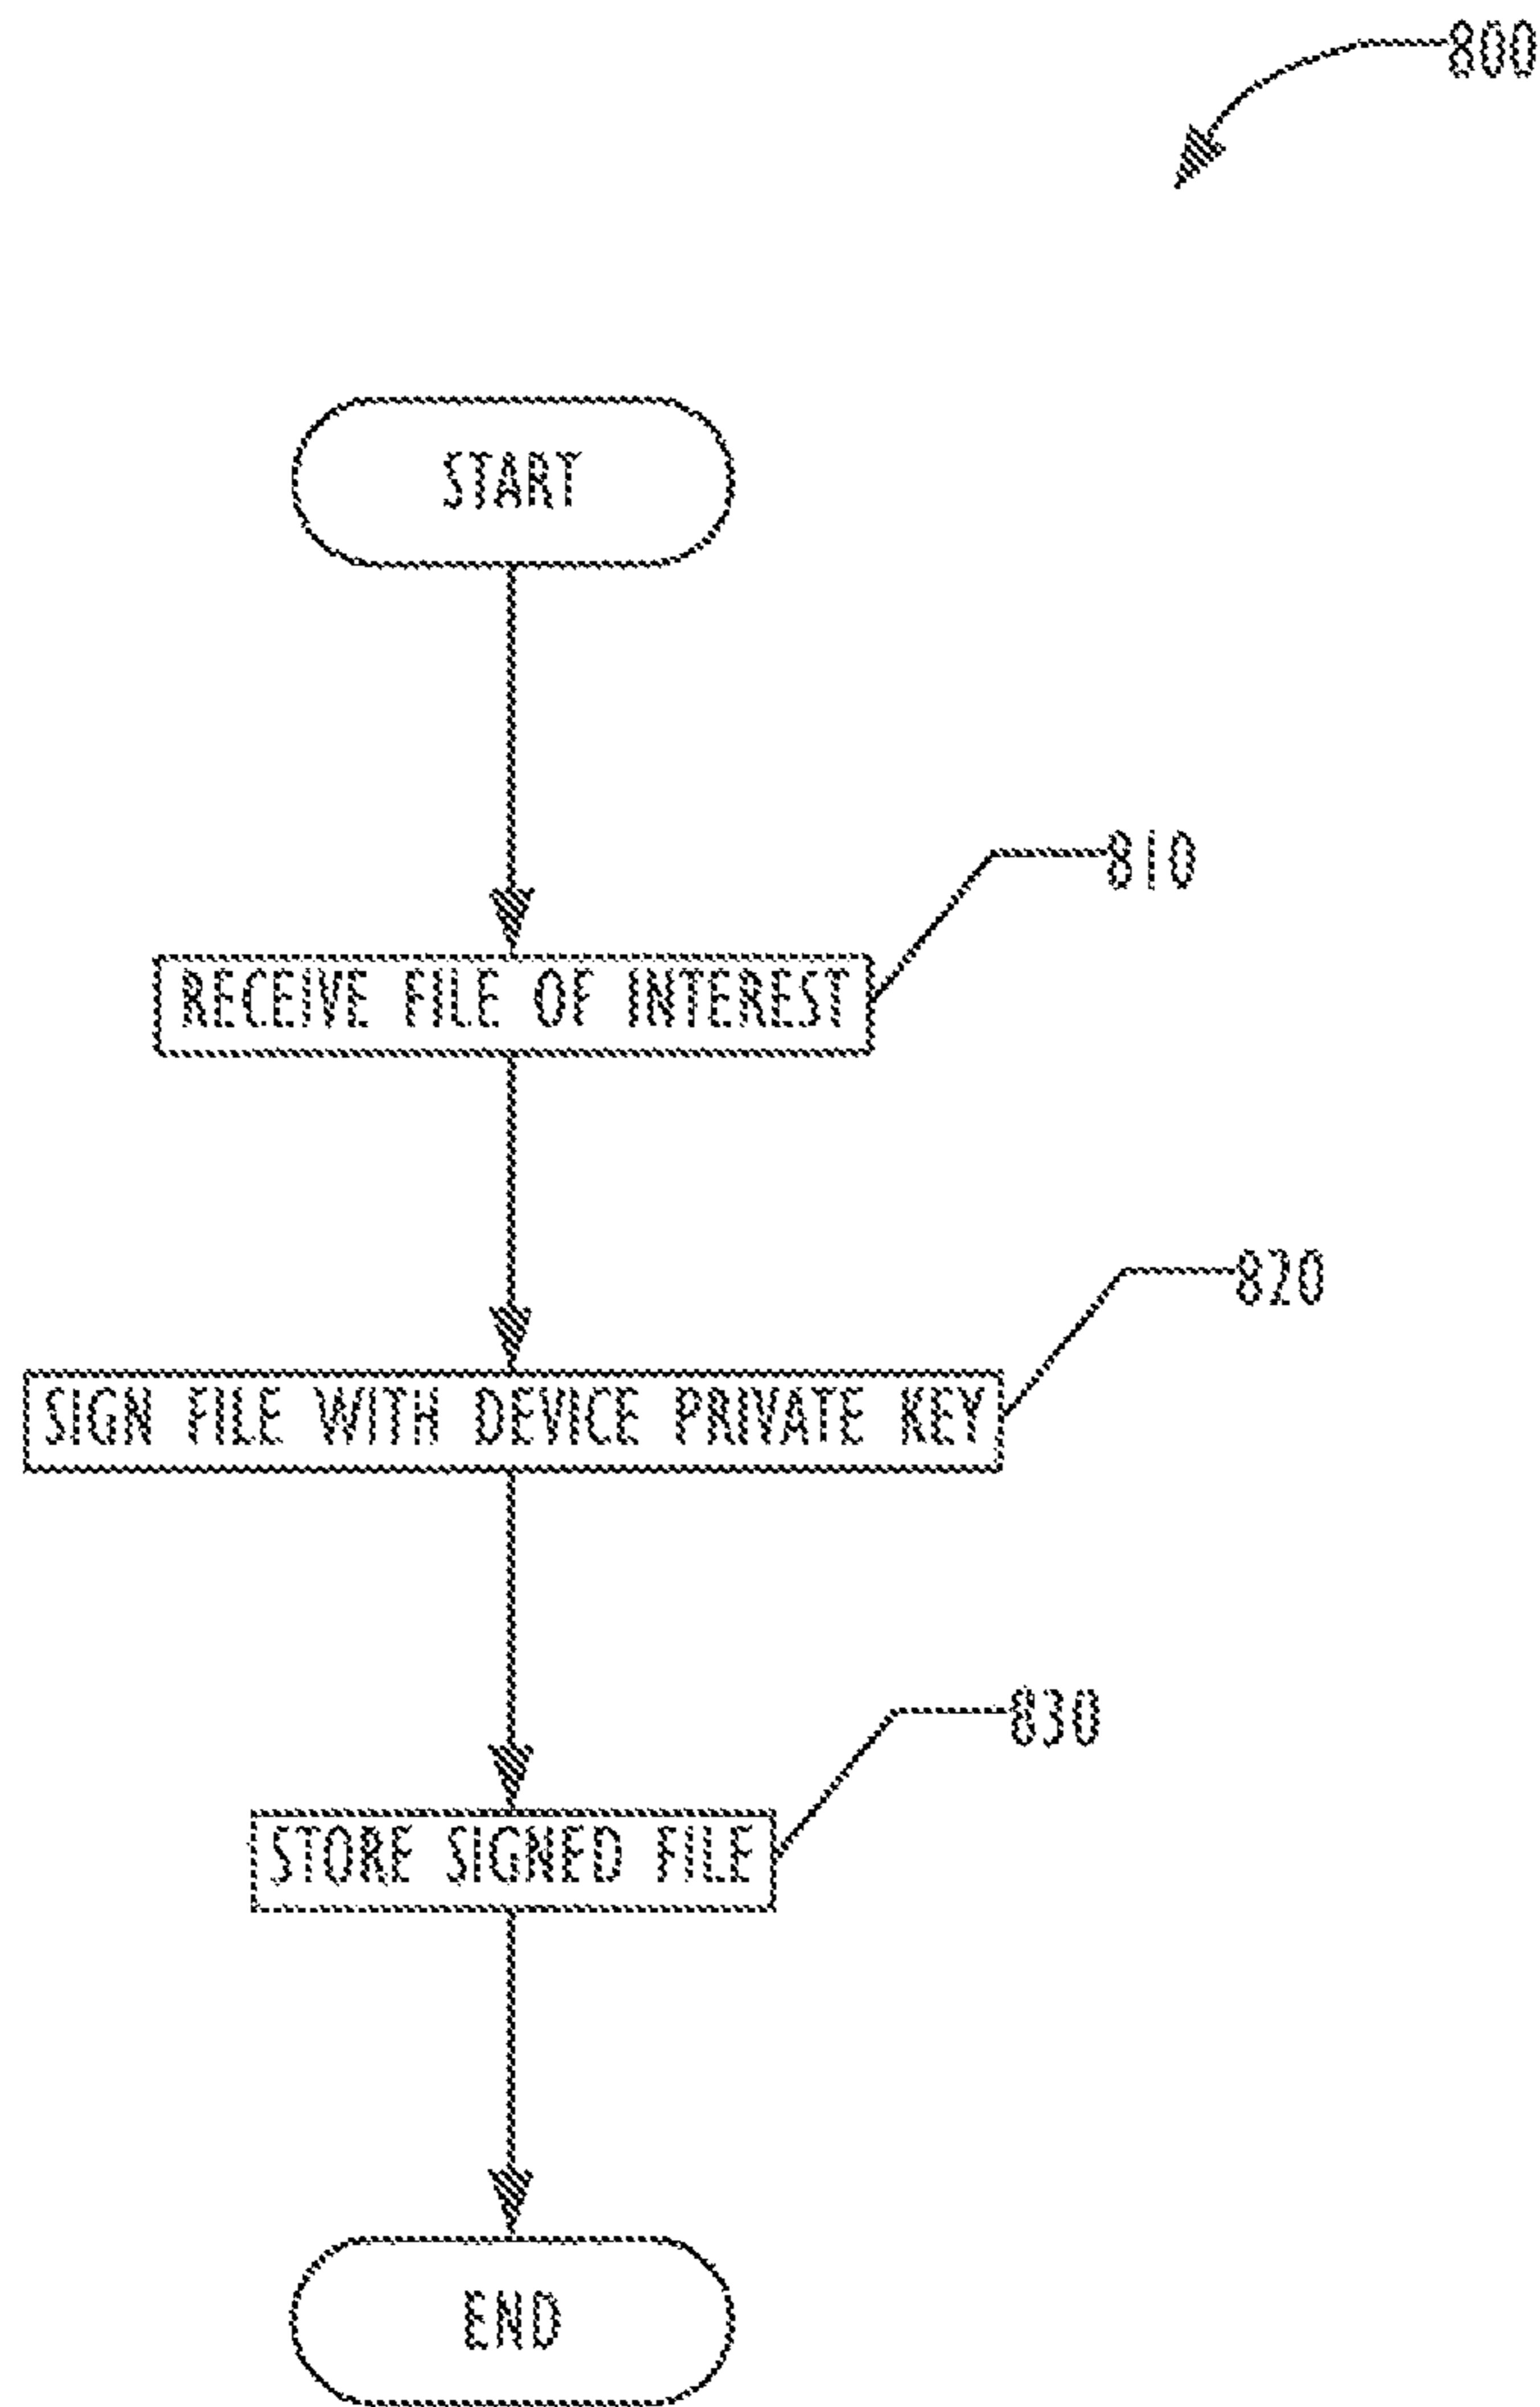 800
START
810
RECEIVE FILE OF INTEREST
820
SIGN FILE WITH DEVICE PRIVATE KEY
830
STORE SIGNED FILE
END